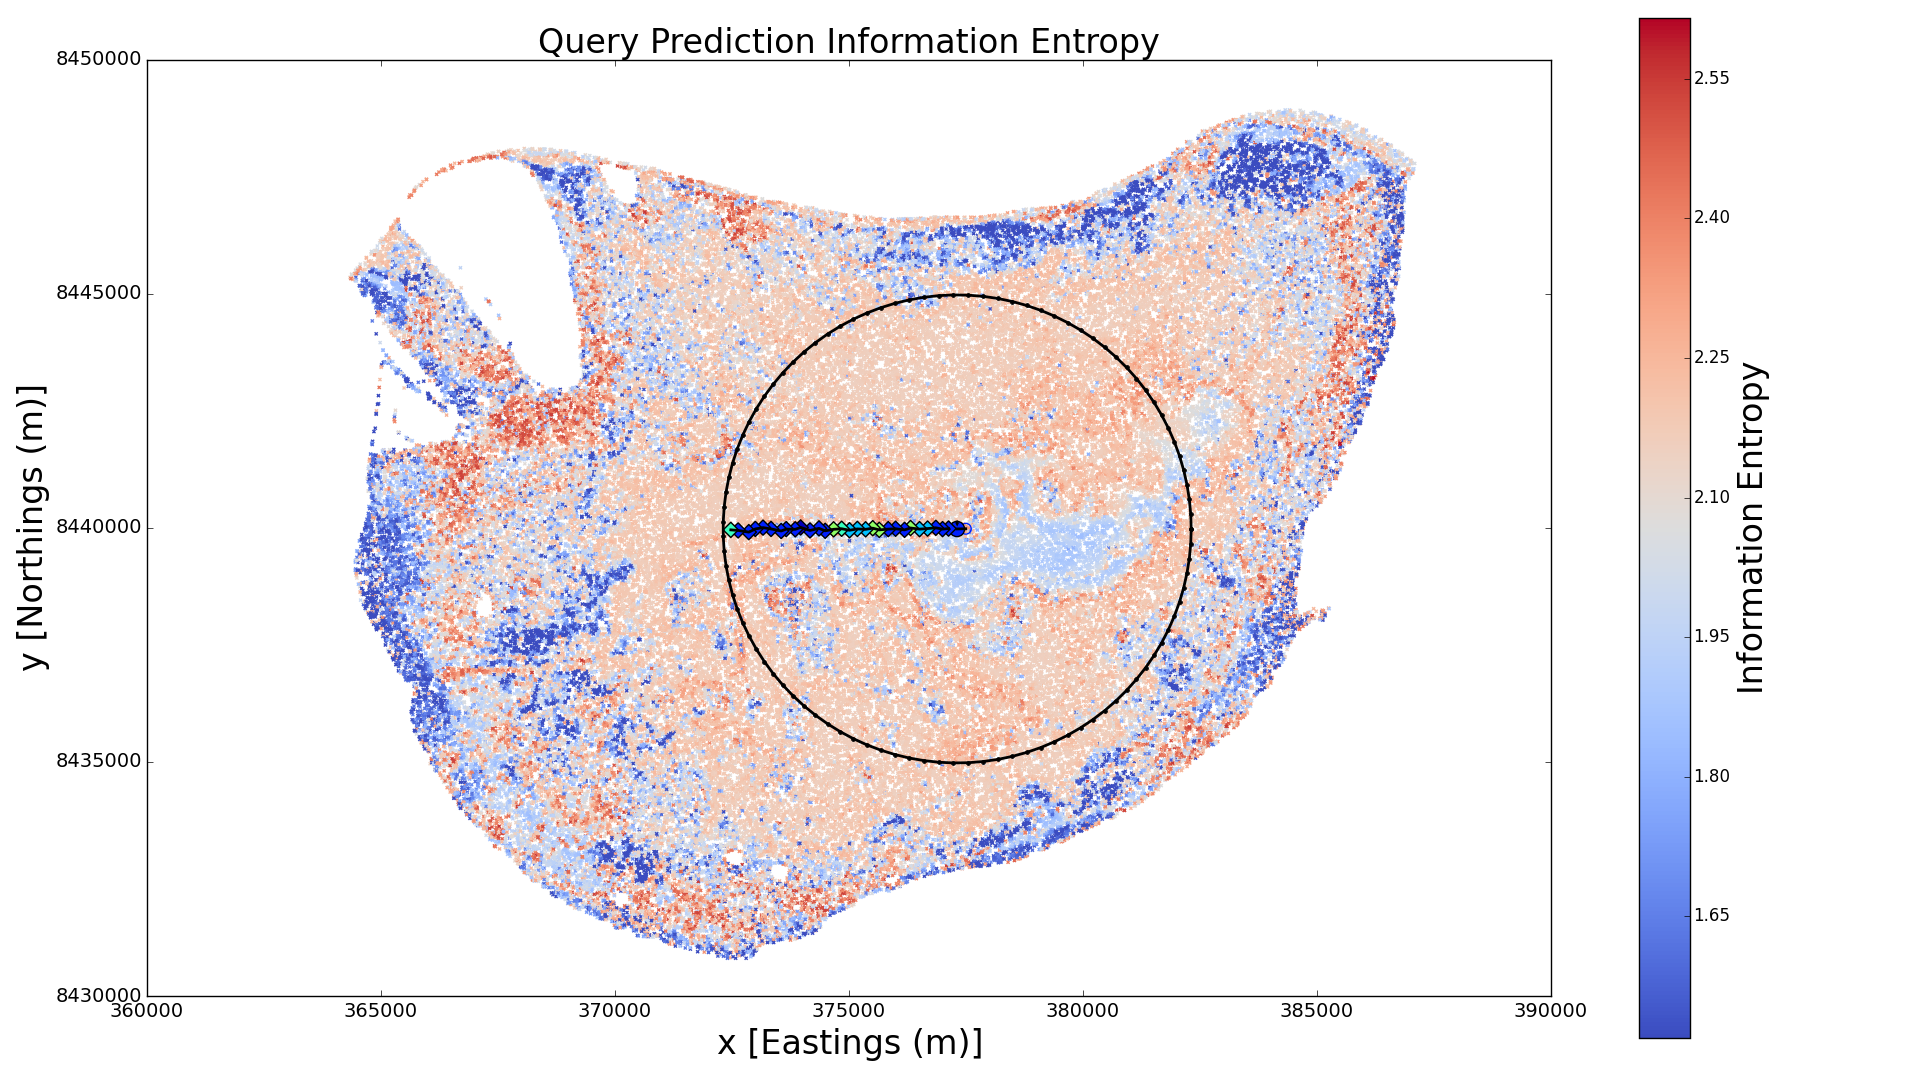 Query Prediction Information Entropy
y [Northings (m)]
8450000
8445000
8440000
8435000
8430000
360000 365000 370000 375000 380000 385000 390000
x [Eastings (m)]
2.55
2.40
2.25
2.10
1.95
1.80
1.65
Information Entropy